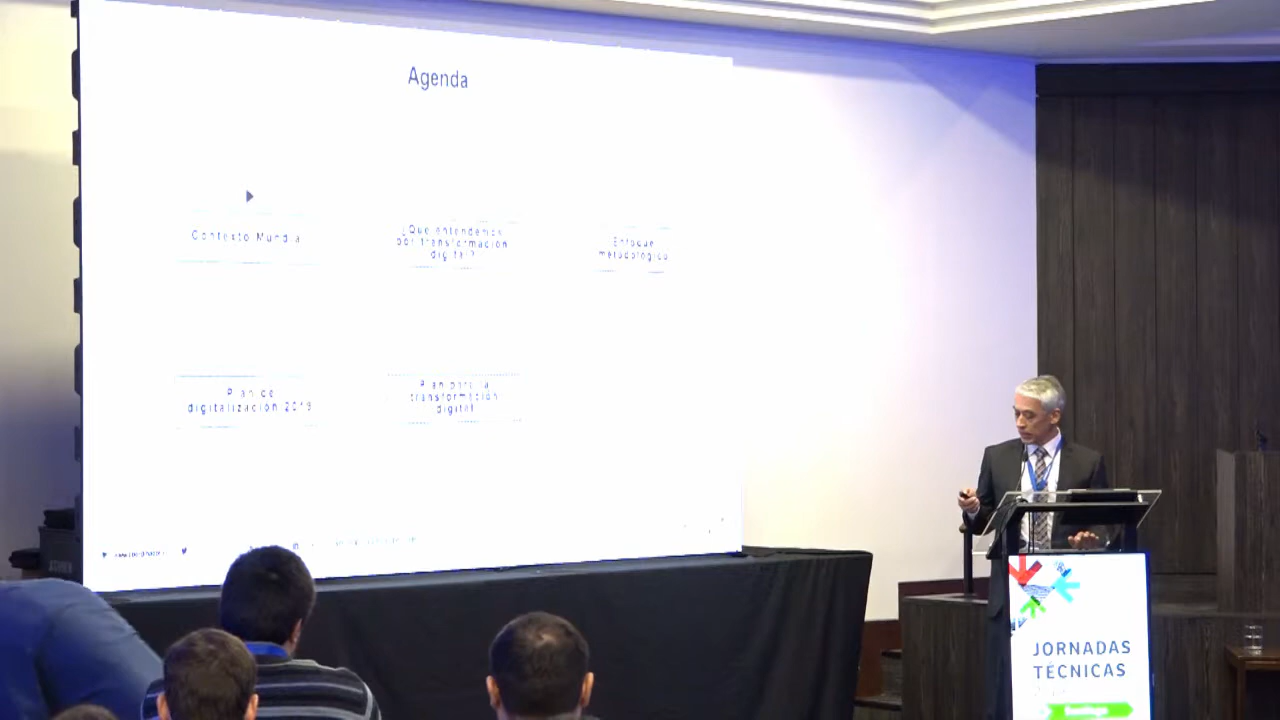 Agenda
Contexto Mundial
¿Qué entendemos
por transformación
digital?
Enfoque
metodológico
Plan de
digitalización 2019
Plan para la
transformación
digital
JORNADAS
TÉCNICAS